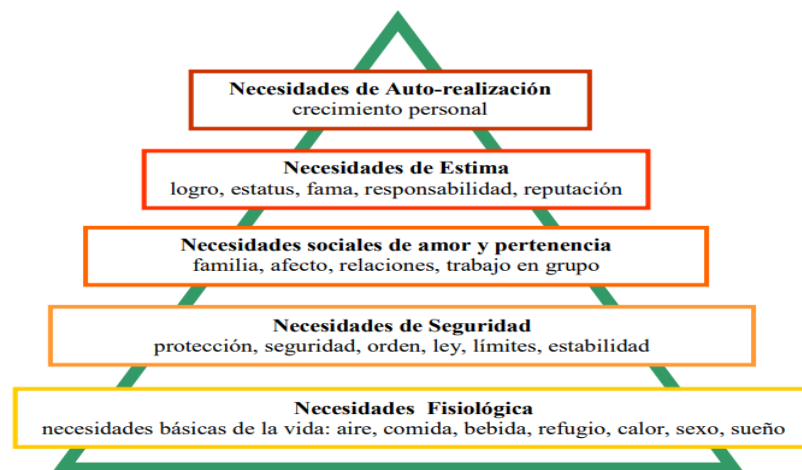 Necesidades de Auto-realización
crecimiento personal
Necesidades de Estima
logro, estatus, fama, responsabilidad, reputación
Necesidades sociales de amor y pertenencia
familia, afecto, relaciones, trabajo en grupo
Necesidades de Seguridad
protección, seguridad, orden, ley, límites, estabilidad
Necesidades Fisiológica
necesidades básicas de la vida: aire, comida, bebida, refugio, calor, sexo, sueño